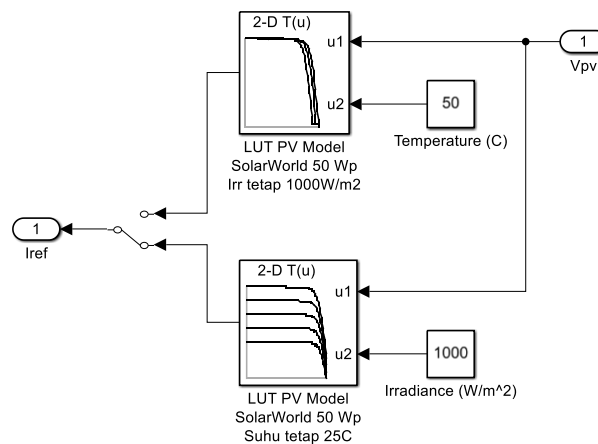 2-D T(u)
u1
u2
LUT PV Model
SolarWorld 50 Wp
Irr tetap 1000W/m2
50
Temperature (C)
1
Vpv
1
Iref
2-D T(u)
u1
u2
LUT PV Model
SolarWorld 50 Wp
Suhu tetap 25C
1000
Irradiance (W/m^2)